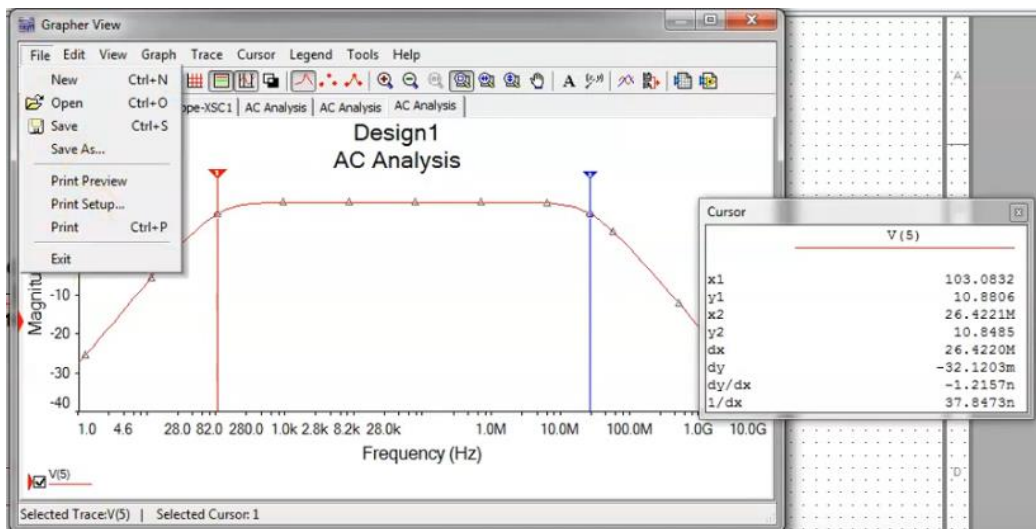 Grapher View
File Edit View Graph Trace Cursor Legend Tools Help
New Ctrl+N
Open Ctrl+O
Save Ctrl+S
Save As...
Print Preview
Print Setup...
Print Ctrl+P
Exit
ope-XSC1 AC Analysis AC Analysis AC Analysis
Design1
AC Analysis
Magnitu
-10
-20
-30
-40
1.0 4.6 28.0 82.0 280.0 1.0k 2.8k 8.2k 28.0k 1.0M 10.0M 100.0M 1.0G 10.0G
Frequency (Hz)
V(5)
Selected Trace:V(5) | Selected Cursor: 1
Cursor
V(5)
x1 103.0832
y1 10.8806
x2 26.4221M
y2 10.8485
dx 26.4220M
dy -32.1203m
dy/dx -1.2157n
1/dx 37.8473n
A
D